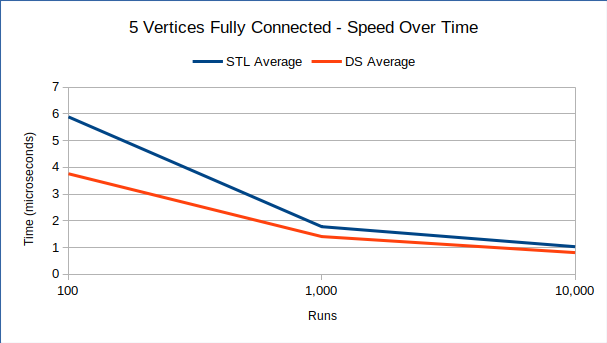 5 Vertices Fully Connected - Speed Over Time
STL Average DS Average
7
6
5
4
3
2
1
0
Time (microseconds)
100 1,000 10,000
Runs